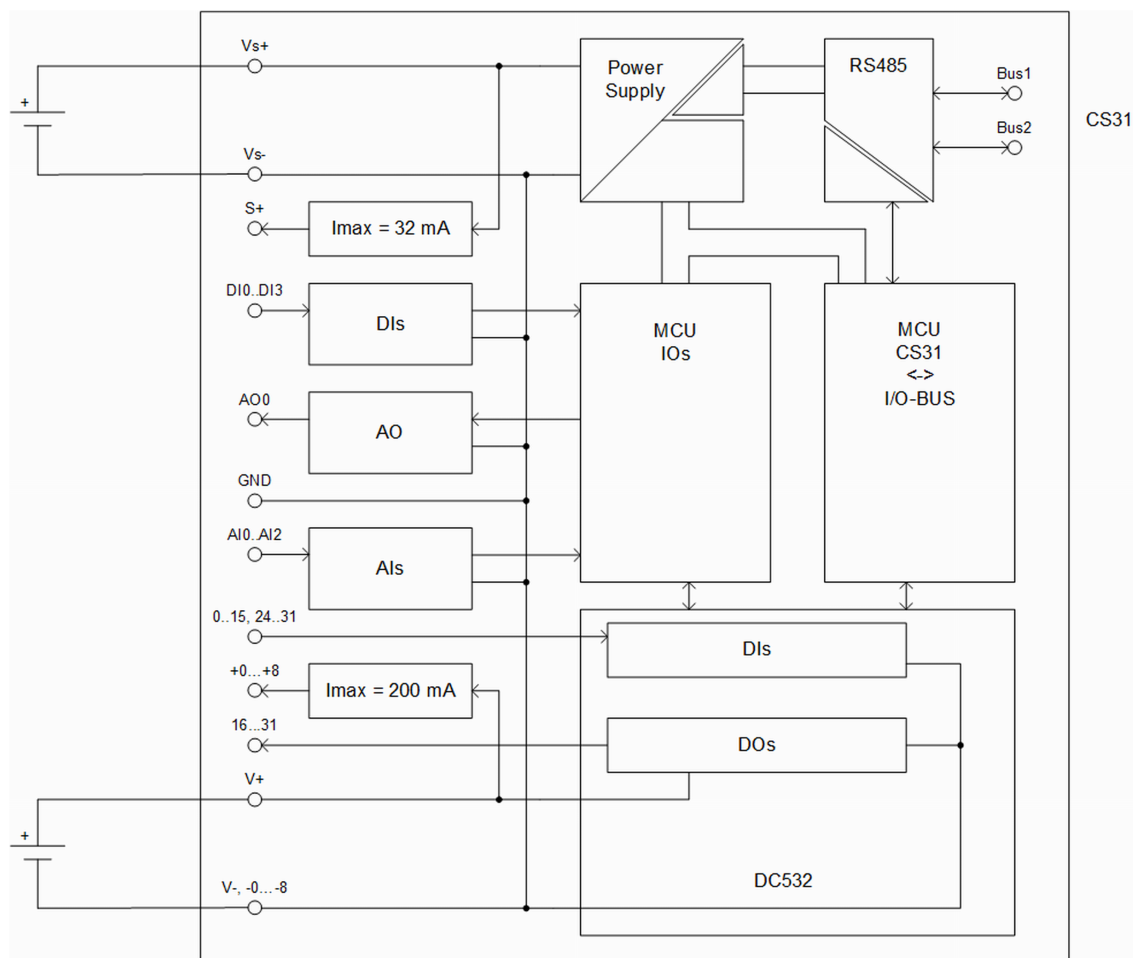 Vs+
Power
Supply
RS485
Bus1
+
Bus2
CS31
Vs-
S+
Imax = 32 mA
DI0..DI3
DIs
MCU
IOs
MCU
CS31
<->
I/O-BUS
AO0
AO
GND
AI0..AI2
AIs
0..15, 24..31
DIs
+0...+8
Imax = 200 mA
16...31
DOs
V+
+
V-, -0...-8
DC532